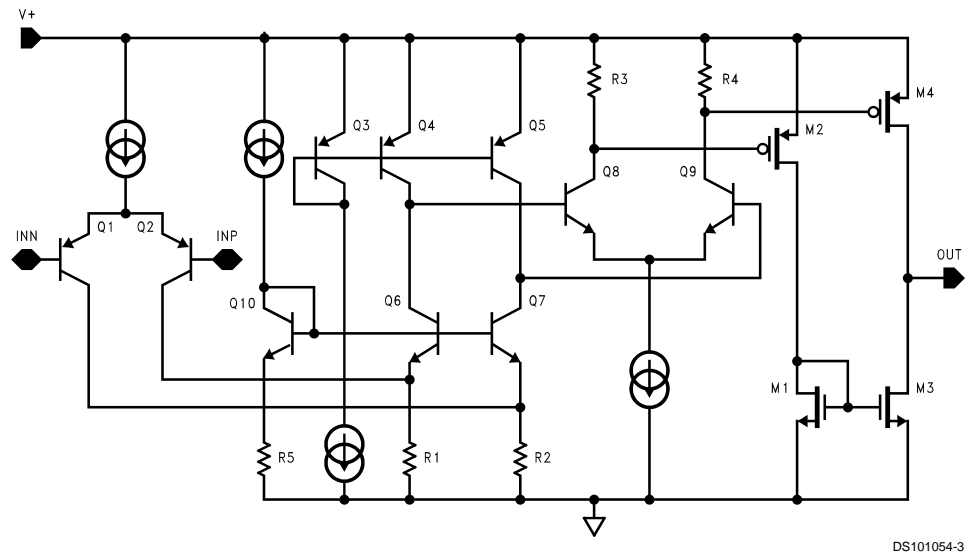 V+
R3
R4
M4
Q3
Q4
Q5
M2
Q8
Q9
INN
Q1
Q2
INP
OUT
Q10
Q6
Q7
M1
M3
R5
R1
R2
DS101054-3